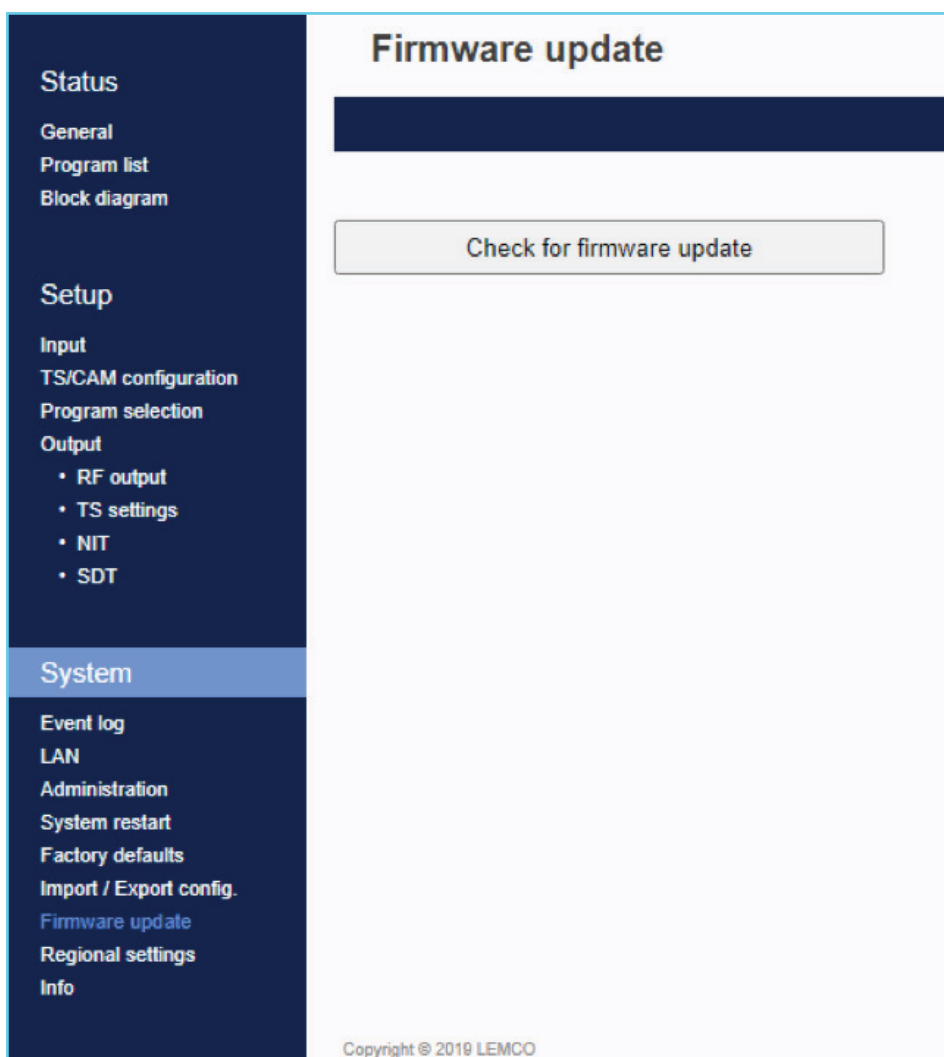 Firmware update
Status
General
Program list
Block diagram
Check for firmware update
Setup
Input
TS/CAM configuration
Program selection
Output
• RF output
• TS settings
• NIT
• SDT
System
Event log
LAN
Administration
System restart
Factory defaults
Import / Export config.
Firmware update
Regional settings
Info
Copyright © 2019 LEMCO